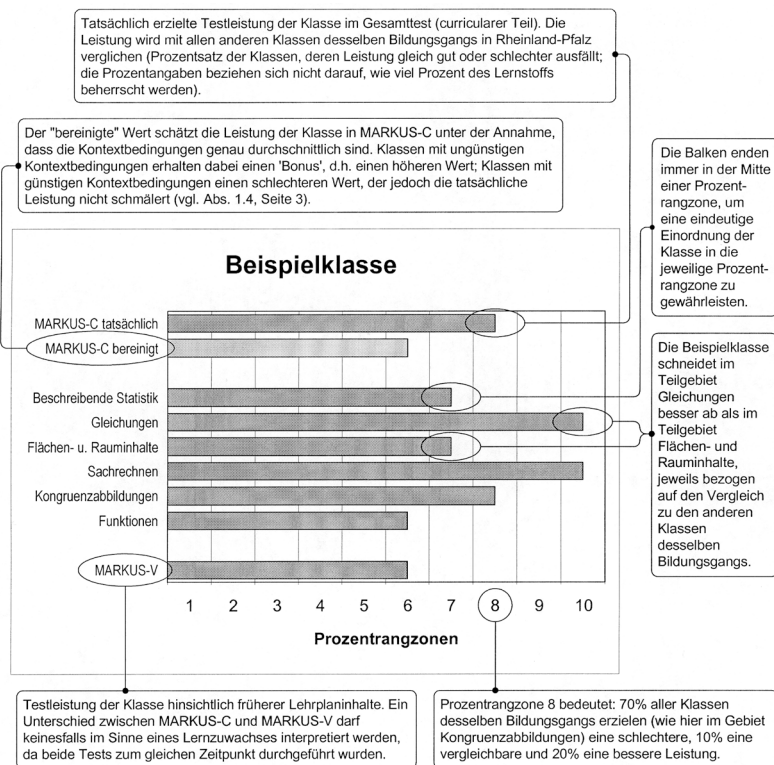 Tatsächlich erzielte Testleistung der Klasse im Gesamttest (curricularer Teil). Die
Leistung wird mit allen anderen Klassen desselben Bildungsgangs in Rheinland-Pfalz
verglichen (Prozentsatz der Klassen, deren Leistung gleich gut oder schlechter ausfällt;
die Prozentangaben beziehen sich nicht darauf, wie viel Prozent des Lernstoffs
beherrscht werden).
Der "bereinigte" Wert schätzt die Leistung der Klasse in MARKUS-C unter der Annahme,
dass die Kontextbedingungen genau durchschnittlich sind. Klassen mit ungünstigen
Kontextbedingungen erhalten dabei einen 'Bonus', d.h. einen höheren Wert; Klassen mit
günstigen Kontextbedingungen einen schlechteren Wert, der jedoch die tatsächliche
Leistung nicht schmälert (vgl. Abs. 1.4, Seite 3).
Die Balken enden
immer in der Mitte
einer Prozent-
rangzone, um
eine eindeutige
Einordnung der
Klasse in die
jeweilige Prozent-
rangzone zu
gewährleisten.
Beispielklasse
MARKUS-C tatsächlich
MARKUS-C bereinigt
Beschreibende Statistik
Gleichungen
Flächen- u. Rauminhalte
Sachrechnen
Kongruenzabbildungen
Funktionen
MARKUS-V
1 2 3 4 5 6 7 8 9 10
Prozentrangzonen
Die Beispielklasse
schneidet im
Teilgebiet
Gleichungen
besser ab als im
Teilgebiet
Flächen- und
Rauminhalte,
jeweils bezogen
auf den Vergleich
zu den anderen
Klassen
desselben
Bildungsgangs.
Testleistung der Klasse hinsichtlich früherer Lehrplaninhalte. Ein
Unterschied zwischen MARKUS-C und MARKUS-V darf
keinesfalls im Sinne eines Lernzuwachses interpretiert werden,
da beide Tests zum gleichen Zeitpunkt durchgeführt wurden.
Prozentrangzone 8 bedeutet: 70% aller Klassen
desselben Bildungsgangs erzielen (wie hier im Gebiet
Kongruenzabbildungen) eine schlechtere, 10% eine
vergleichbare und 20% eine bessere Leistung.